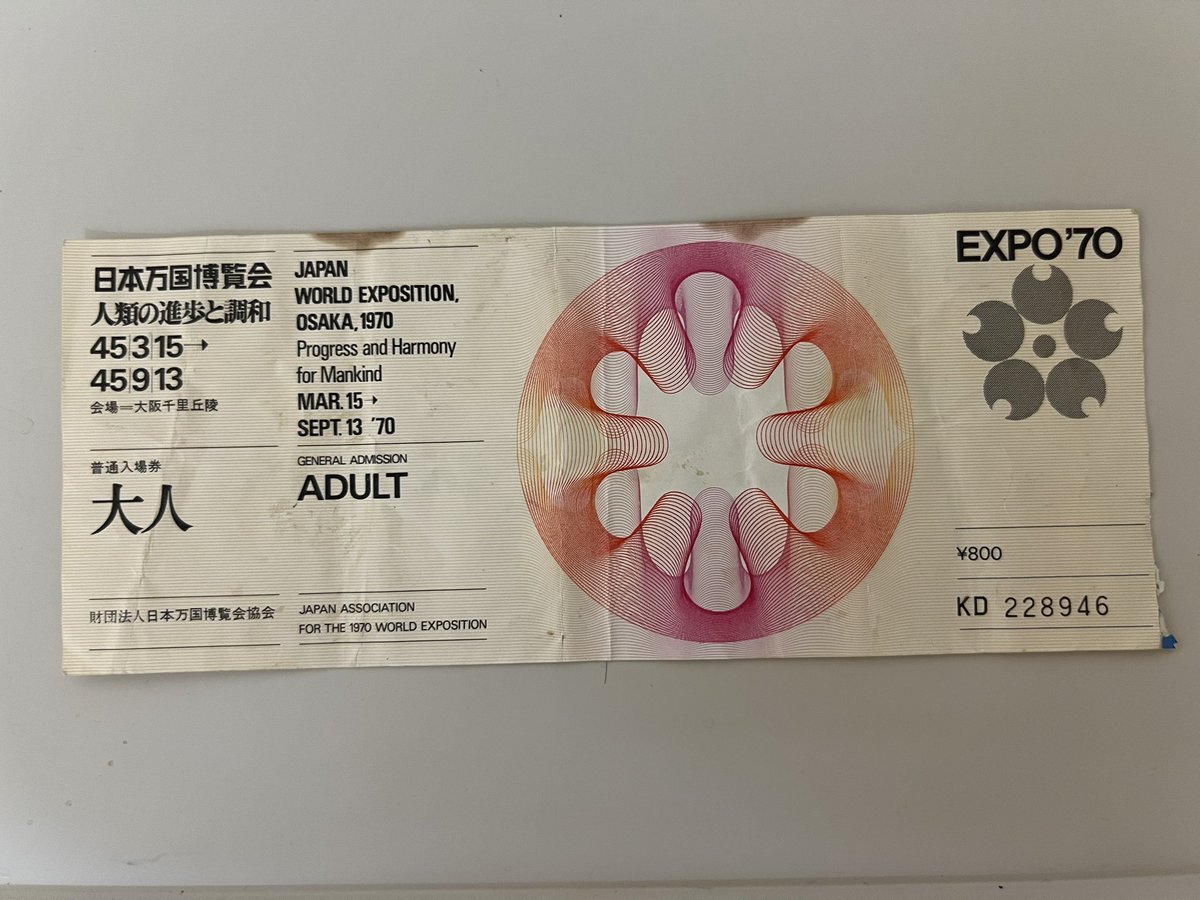 日本万国博覧会
人類の進歩と調和
45|3|15→
45|9|13
会場=大阪千里丘陵
普通入場券
大人
財団法人日本万国博覧会協会
JAPAN
WORLD EXPOSITION,
OSAKA, 1970
Progress and Harmony
for Mankind
MAR. 15→
SEPT. 13 '70
GENERAL ADMISSION
ADULT
JAPAN ASSOCIATION
FOR THE 1970 WORLD EXPOSITION
EXPO'70
¥800
KD 228946